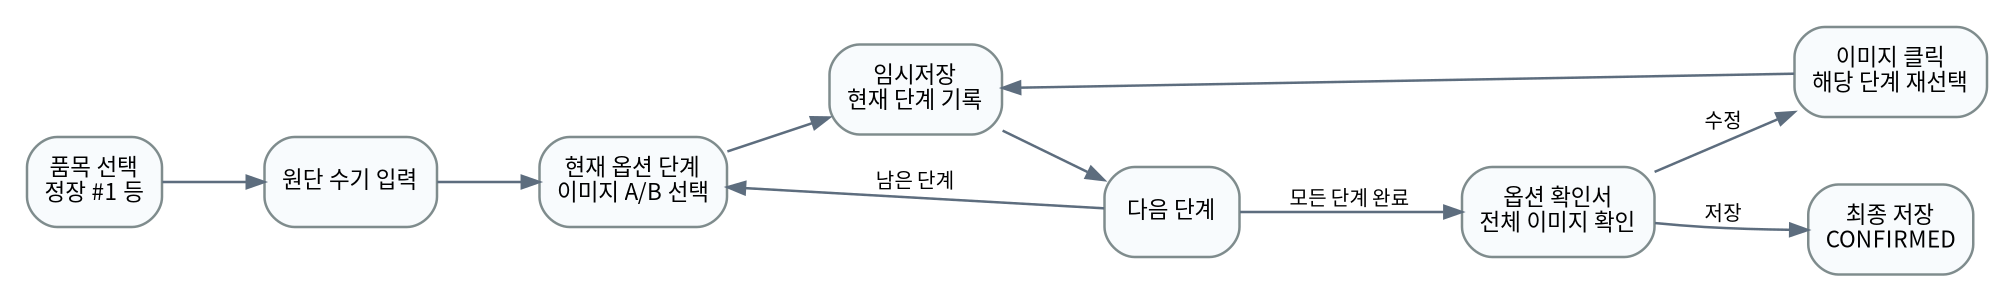 품목 선택
정장 #1 등
원단 수기 입력
현재 옵션 단계
이미지 A/B 선택
임시저장
현재 단계 기록
남은 단계
다음 단계
모든 단계 완료
옵션 확인서
전체 이미지 확인
수정
이미지 클릭
해당 단계 재선택
저장
최종 저장
CONFIRMED